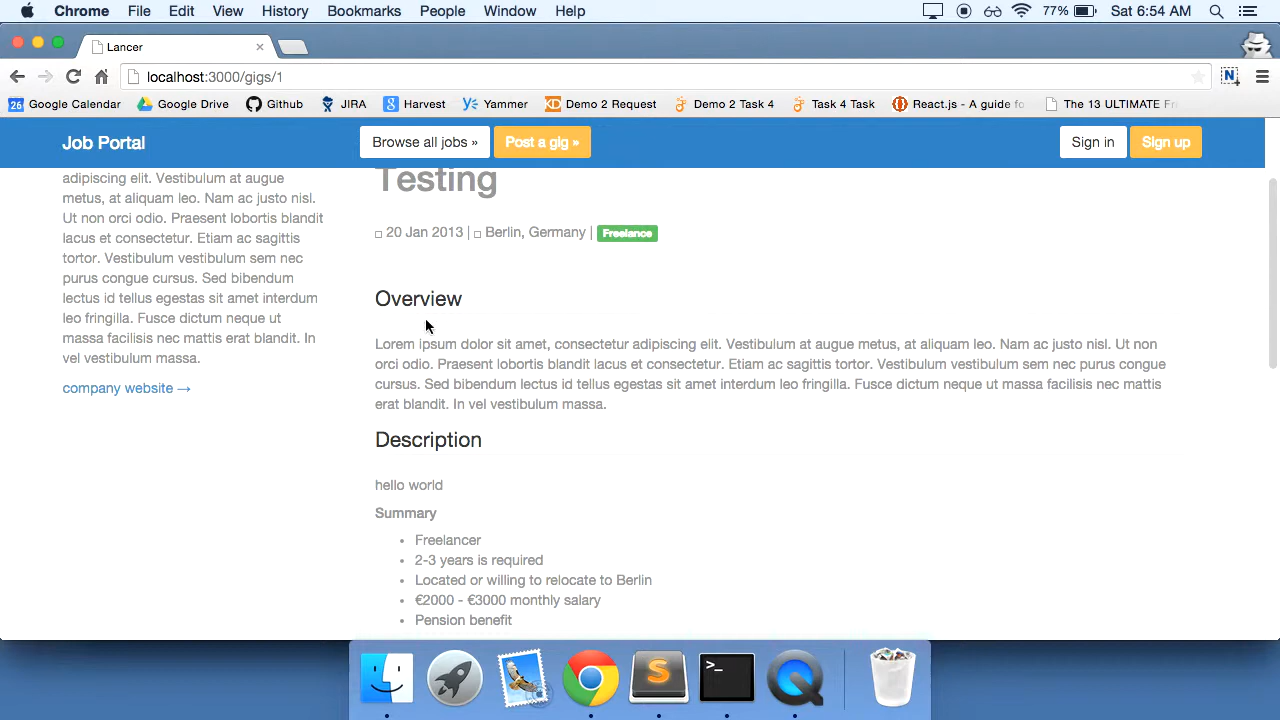 Chrome File Edit View History Bookmarks People Window Help 77% Sat 6:54 AM
Lancer
localhost:3000/gigs/1 N
26 Google Calendar Google Drive Github JIRA 8 Harvest Yammer XD Demo 2 Request Demo 2 Task 4 Task 4 Task React.js - A guide fo The 13 ULTIMATE Fr
Job Portal Browse all jobs » Post a gig » Sign in Sign up
adipiscing elit. Vestibulum at augue
metus, at aliquam leo. Nam ac justo nisl.
Ut non orci odio. Praesent lobortis blandit
lacus et consectetur. Etiam ac sagittis
tortor. Vestibulum vestibulum sem nec
purus congue cursus. Sed bibendum
lectus id tellus egestas sit amet interdum
leo fringilla. Fusce dictum neque ut
massa facilisis nec mattis erat blandit. In
vel vestibulum massa.
company website →
Testing
20 Jan 2013 | Berlin, Germany | Freelance
Overview
Lorem ipsum dolor sit amet, consectetur adipiscing elit. Vestibulum at augue metus, at aliquam leo. Nam ac justo nisl. Ut non
orci odio. Praesent lobortis blandit lacus et consectetur. Etiam ac sagittis tortor. Vestibulum vestibulum sem nec purus congue
cursus. Sed bibendum lectus id tellus egestas sit amet interdum leo fringilla. Fusce dictum neque ut massa facilisis nec mattis
erat blandit. In vel vestibulum massa.
Description
hello world
Summary
• Freelancer
• 2-3 years is required
• Located or willing to relocate to Berlin
• €2000 - €3000 monthly salary
• Pension benefit
S >_